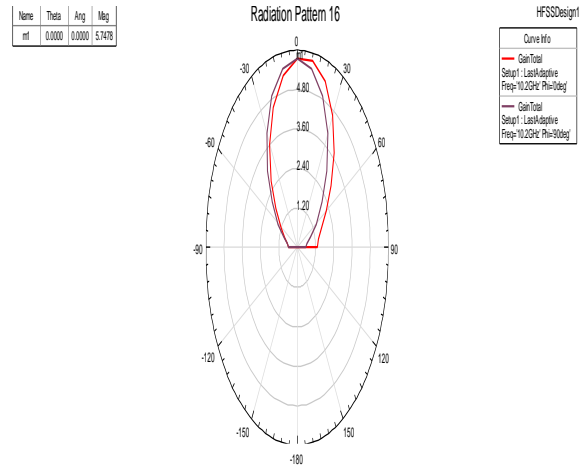 Radiation Pattern 16
HFSSDesign1
Name Theta Ang Mag
0.0000 0.0000 5.7478
Curve Info
GainTotal
Setup1 : LastAdaptive
Freq='10.2GHz' Phi='0deg'
GainTotal
Setup1 : LastAdaptive
Freq='10.2GHz' Phi='90deg'
0
-30
30
4.80
-60
3.60
60
2.40
1.20
-90
90
-120
120
-150
150
-180